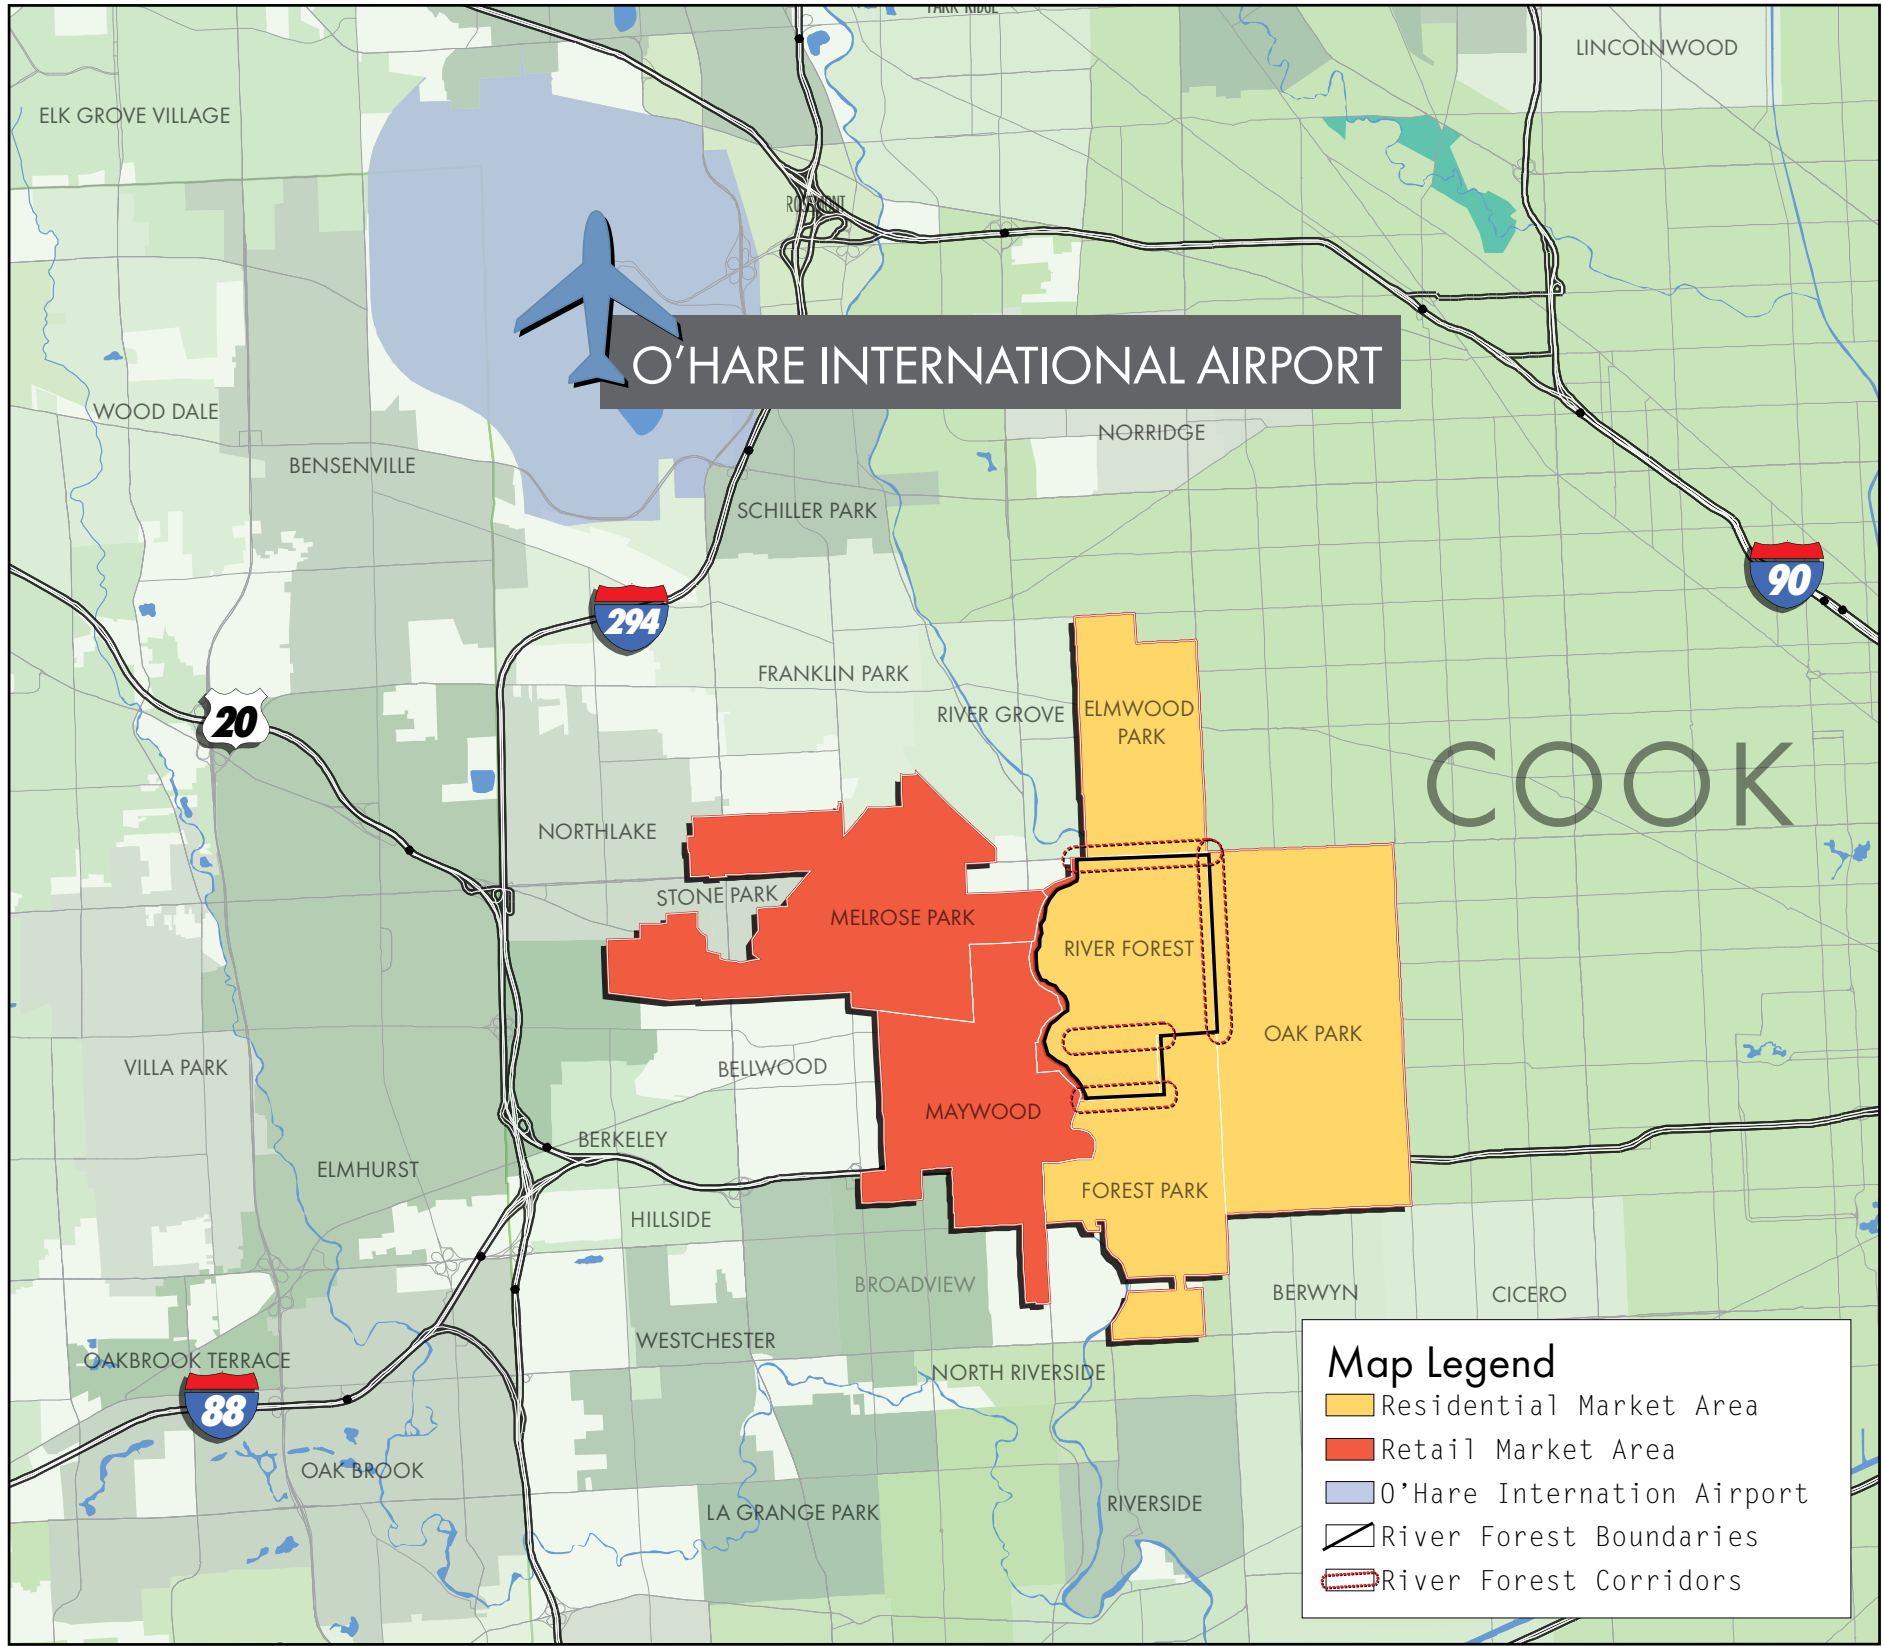 PARK RIDGE
LINCOLNWOOD
ELK GROVE VILLAGE
ROSEMONT
O'HARE INTERNATIONAL AIRPORT
WOOD DALE
NORRIDGE
BENSENVILLE
SCHILLER PARK
90
294
FRANKLIN PARK
RIVER GROVE
ELMWOOD
PARK
20
COOK
NORTHLAKE
STONE PARK
MELROSE PARK
RIVER FOREST
OAK PARK
VILLA PARK
BELLWOOD
MAYWOOD
BERKELEY
ELMHURST
FOREST PARK
HILLSIDE
BROADVIEW
BERWYN
CICERO
WESTCHESTER
OAKBROOK TERRACE
NORTH RIVERSIDE
88
OAK BROOK
LA GRANGE PARK
RIVERSIDE
Map Legend
Residential Market Area
Retail Market Area
O'Hare Internation Airport
River Forest Boundaries
River Forest Corridors